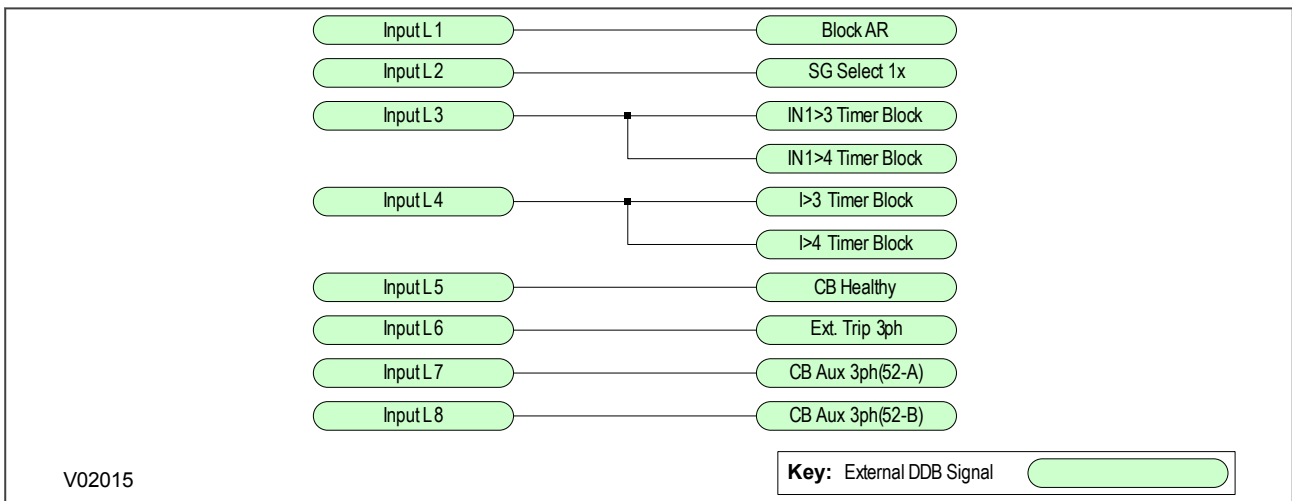 Input L1 Block AR
Input L2 SG Select 1x
Input L3 IN1>3 Timer Block
IN1>4 Timer Block
Input L4 I>3 Timer Block
I>4 Timer Block
Input L5 CB Healthy
Input L6 Ext. Trip 3ph
Input L7 CB Aux 3ph(52-A)
Input L8 CB Aux 3ph(52-B)
V02015 Key: External DDB Signal